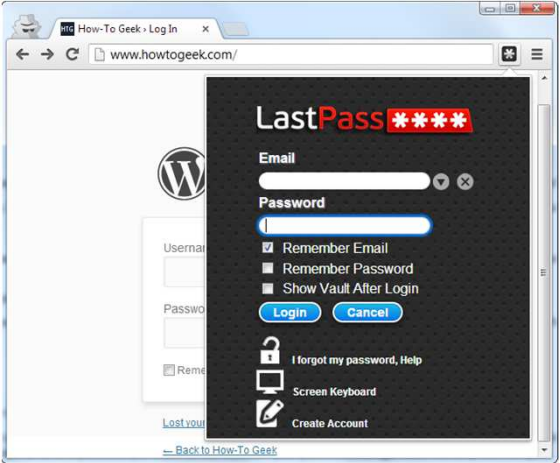 HTG How-To Geek › Log In
www.howtogeek.com/
LastPass ****
Email
Password
Remember Email
Remember Password
Show Vault After Login
Login Cancel
I forgot my password, Help
Screen Keyboard
Create Account
W
Userna
Passwo
Reme
Lost your
← Back to How-To Geek